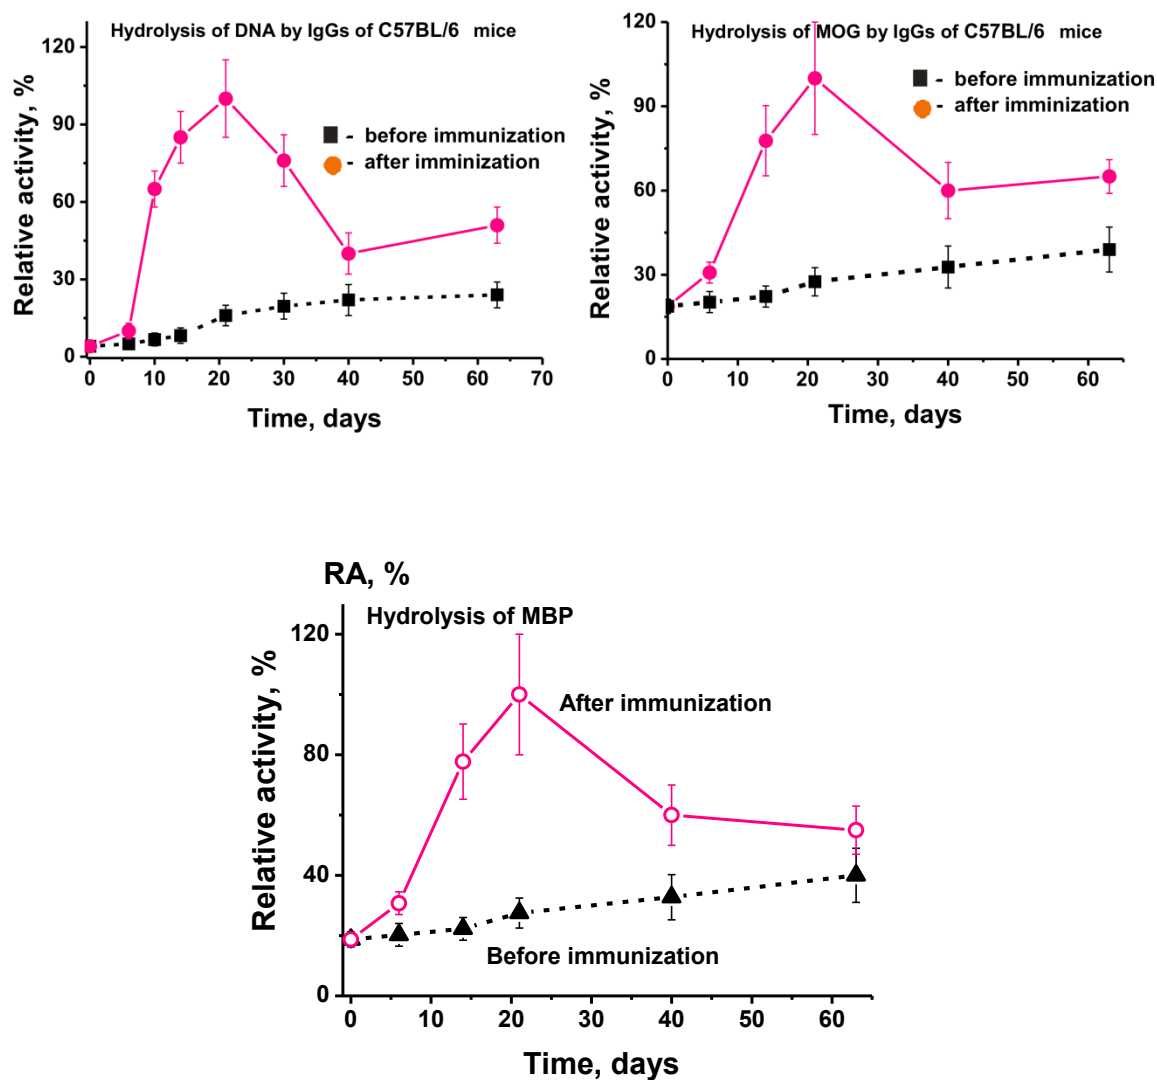 Hydrolysis of DNA by IgGs of C57BL/6 mice
Relative activity, %
120
90
60
30
0
■ - before immunization
● - after imminization
0 10 20 30 40 50 60 70
Time, days
Hydrolysis of MOG by IgGs of C57BL/6 mice
Relative activity, %
120
90
60
30
0
■ - before immunization
● - after imminization
0 10 20 30 40 50 60
Time, days
RA, %
Hydrolysis of MBP
Relative activity, %
120
80
40
0
After immunization
Before immunization
0 10 20 30 40 50 60
Time, days